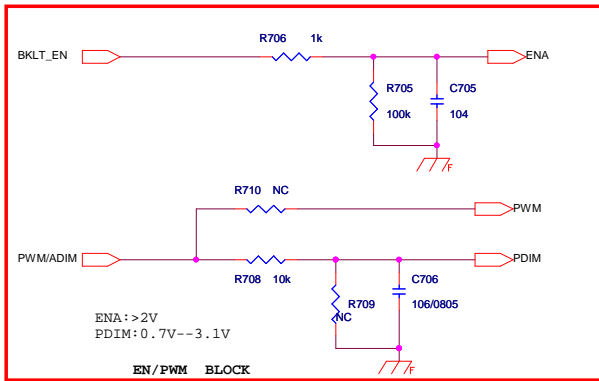 R706 1k
BKLT_EN
ENA
R705
100k
C705
104
F
R710 NC
PWM
PWM/ADIM
PDIM
R708 10k
C706
106/0805
R709
NC
ENA:>2V
PDIM:0.7V--3.1V
F
EN/PWM BLOCK